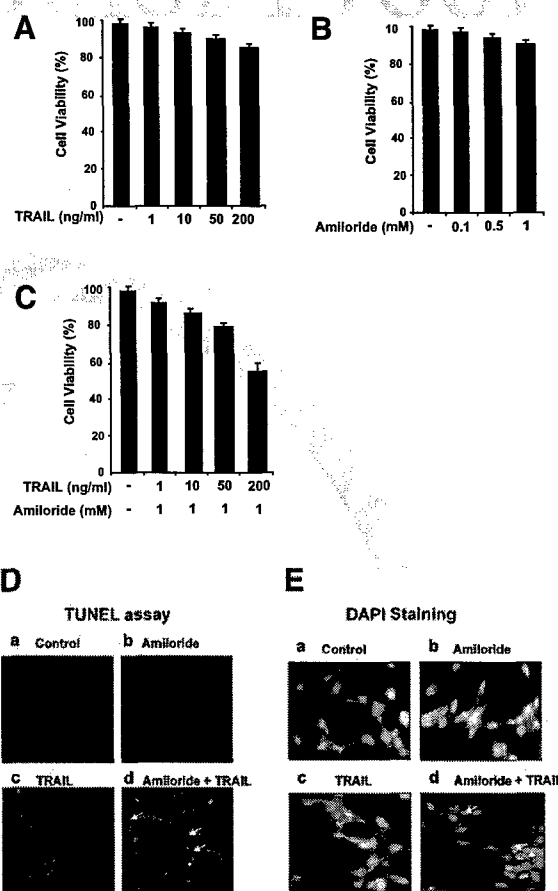 A
Cell Viability (%)
100
80
60
40
20
0
TRAIL (ng/ml) - 1 10 50 200
B
Cell Viability (%)
10
80
60
40
20
0
Amiloride (mM) - 0.1 0.5 1
C
Cell Viability (%)
100
80
60
40
20
0
TRAIL (ng/ml) - 1 10 50 200
Amiloride (mM) - 1 1 1 1
D
TUNEL assay
a Control
b Amiloride
c TRAIL
d Amiloride + TRAIL
E
DAPI Staining
a Control
b Amiloride
c TRAIL
d Amiloride + TRAIL